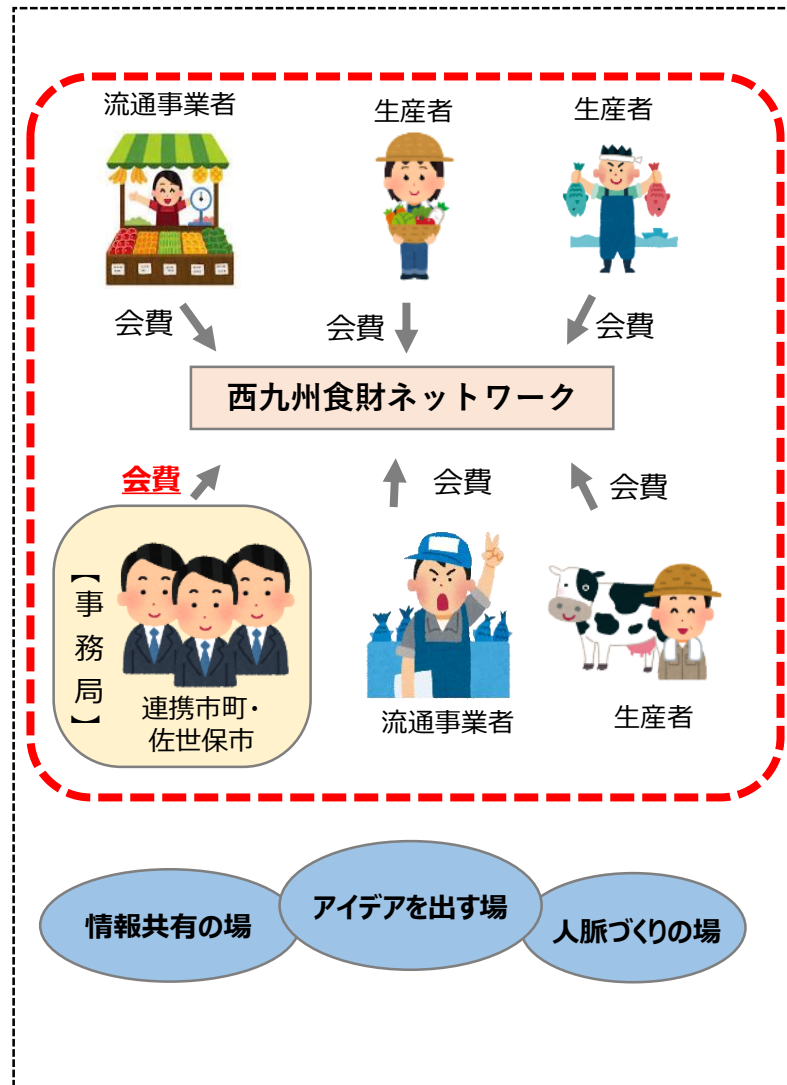 流通事業者
生産者
生産者
会費
会費
会費
西九州食財ネットワーク
会費
会費
会費
【事務局】
連携市町・
佐世保市
流通事業者
生産者
情報共有の場
アイデアを出す場
人脈づくりの場